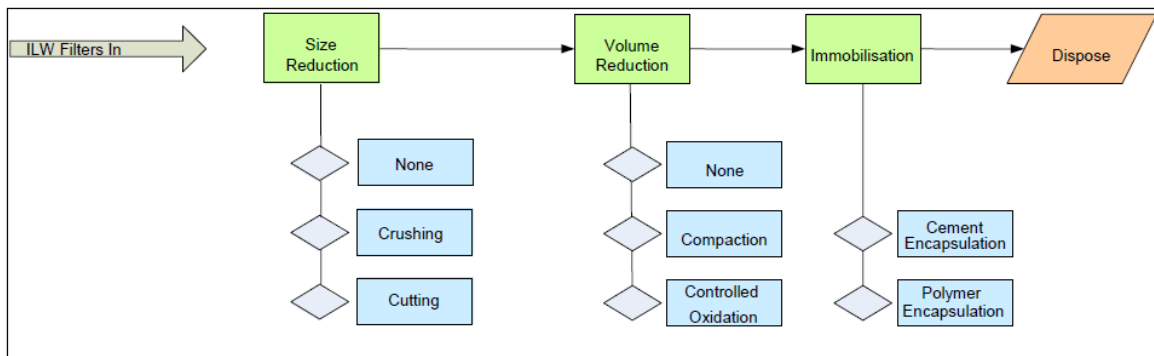 ILW Filters In
Size
Reduction
Volume
Reduction
Immobilisation
Dispose
None
None
Crushing
Compaction
Cement
Encapsulation
Cutting
Controlled
Oxidation
Polymer
Encapsulation